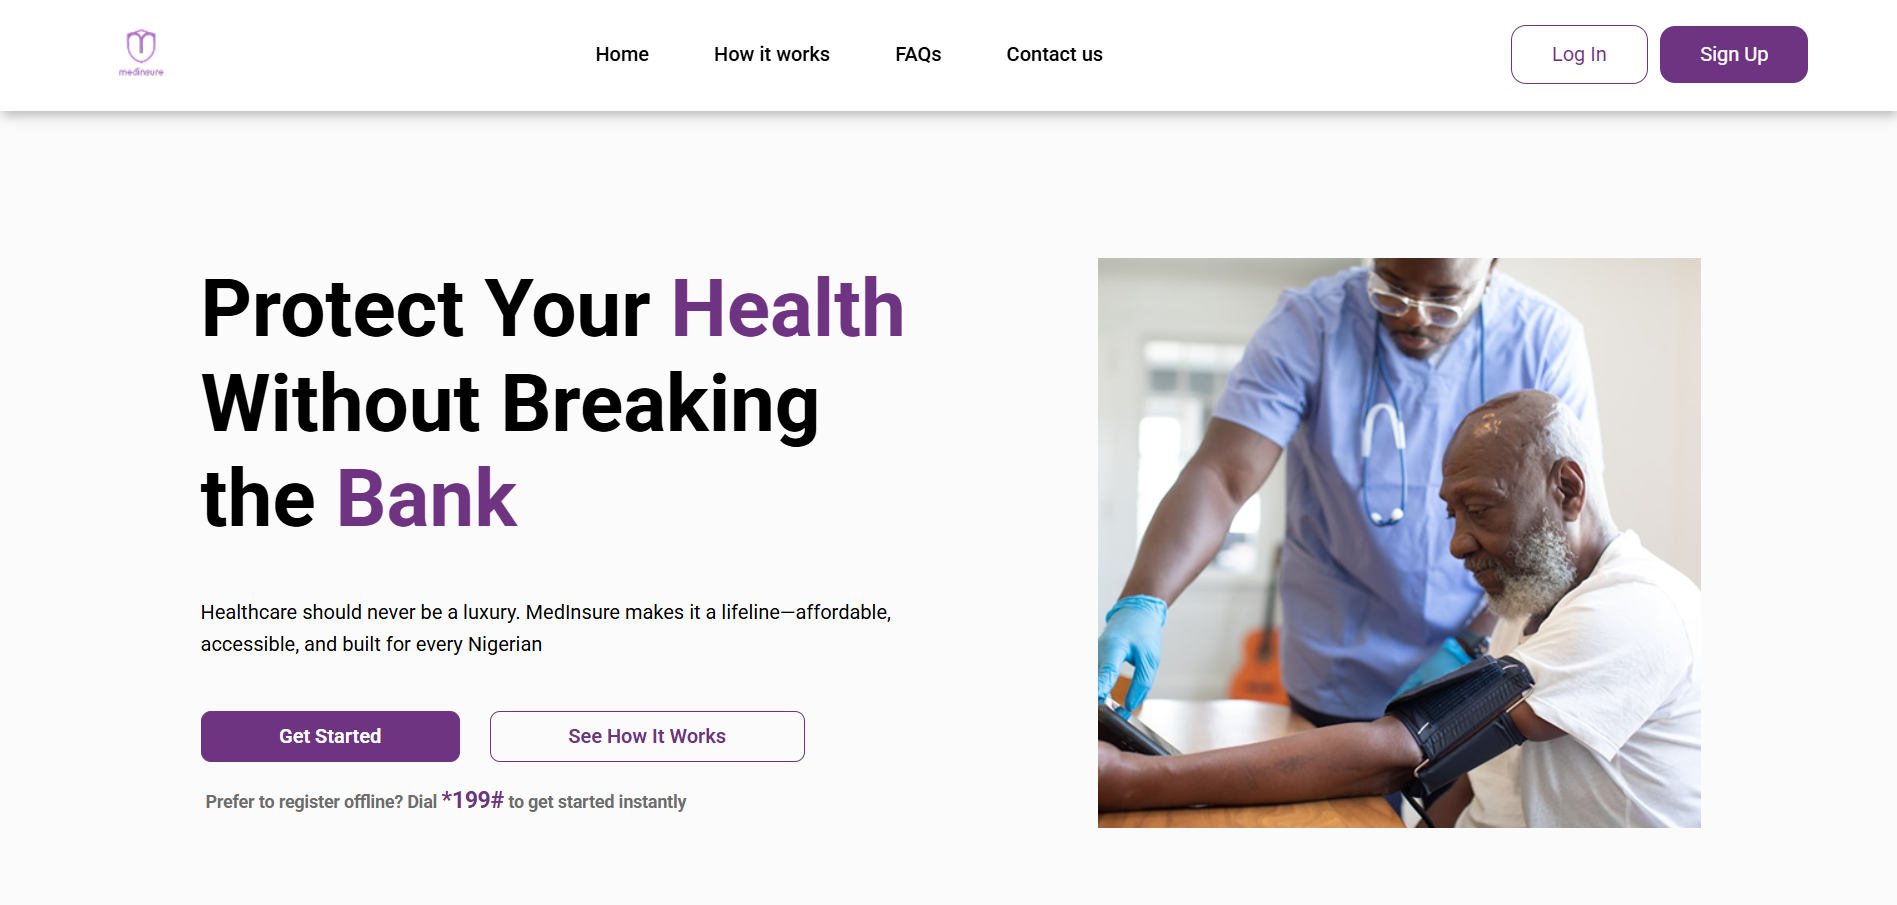 medinsure
Home
How it works
FAQs
Contact us
Log In
Sign Up
Protect Your Health
Without Breaking
the Bank
Healthcare should never be a luxury. MedInsure makes it a lifeline—affordable,
accessible, and built for every Nigerian
Get Started
See How It Works
Prefer to register offline? Dial *199# to get started instantly